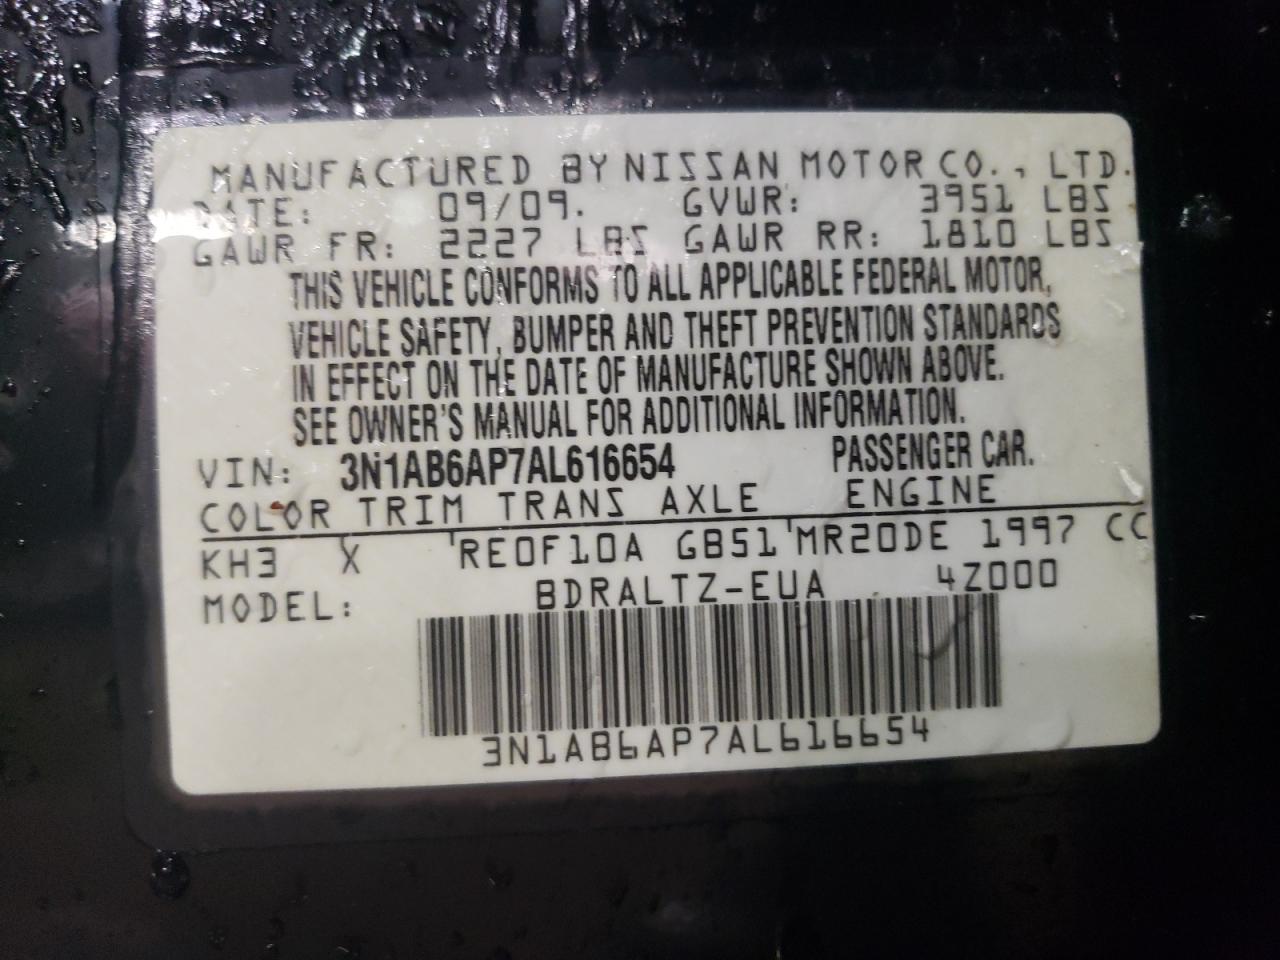 MANUFACTURED BY NISSAN MOTOR CO., LTD.
DATE: 09/09. GVWR: 3951 LBS
GAWR FR: 2227 LBS GAWR RR: 1810 LBS
THIS VEHICLE CONFORMS TO ALL APPLICABLE FEDERAL MOTOR,
VEHICLE SAFETY, BUMPER AND THEFT PREVENTION STANDARDS
IN EFFECT ON THE DATE OF MANUFACTURE SHOWN ABOVE.
SEE OWNER'S MANUAL FOR ADDITIONAL INFORMATION.
VIN: 3N1AB6AP7AL616654 PASSENGER CAR.
COLOR TRIM TRANS AXLE ENGINE
KH3 X RE0F10A GB51 MR20DE 1997 CC
MODEL: BDRALTZ-EUA 4Z000
3N1AB6AP7AL616654